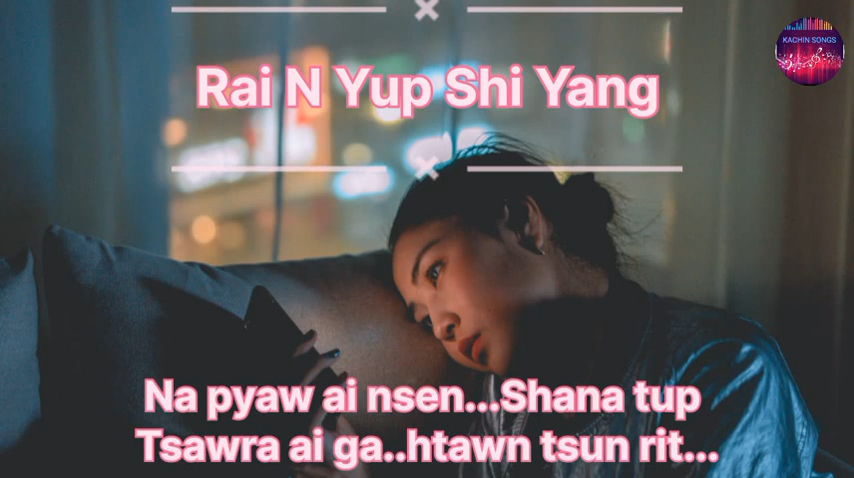 KACHIN SONGS
Rai N Yup Shi Yang
Na pyaw ai nsen...Shana tup
Tsawra ai ga..htawn tsun rit...